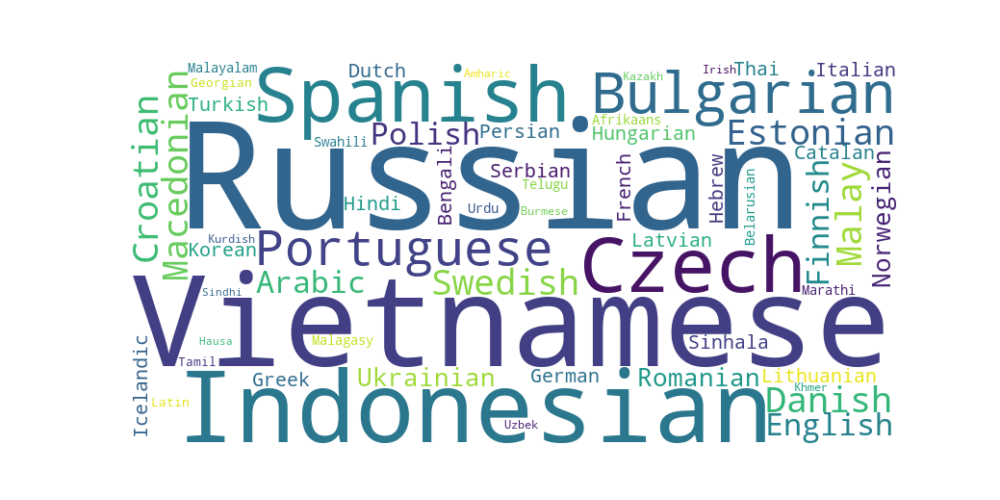 Malayalam
Georgian
Turkish
Spanish
Dutch
Amharic
Bulgarian
Kazakh
Irish
Thai
Italian
Afrikaans
Hungarian
Estonian
Catalan
Croatian
Macedonian
Russian
Swahili
Polish
Persian
Serbian
Telugu
Bengali
Hindi
Urdu
Burmese
French
Hebrew
Belarusian
Finnish
Malay
Norwegian
Kurdish
Korean
Portuguese
Latvian
Czech
Arabic
Swedish
Sindhi
Marathi
Vietnamese
Hausa
Malagasy
Sinhala
Tamil
Icelandic
Latin
Indonesian
Greek
Ukrainian
German
Romanian
Lithuanian
Khmer
Danish
Uzbek
English